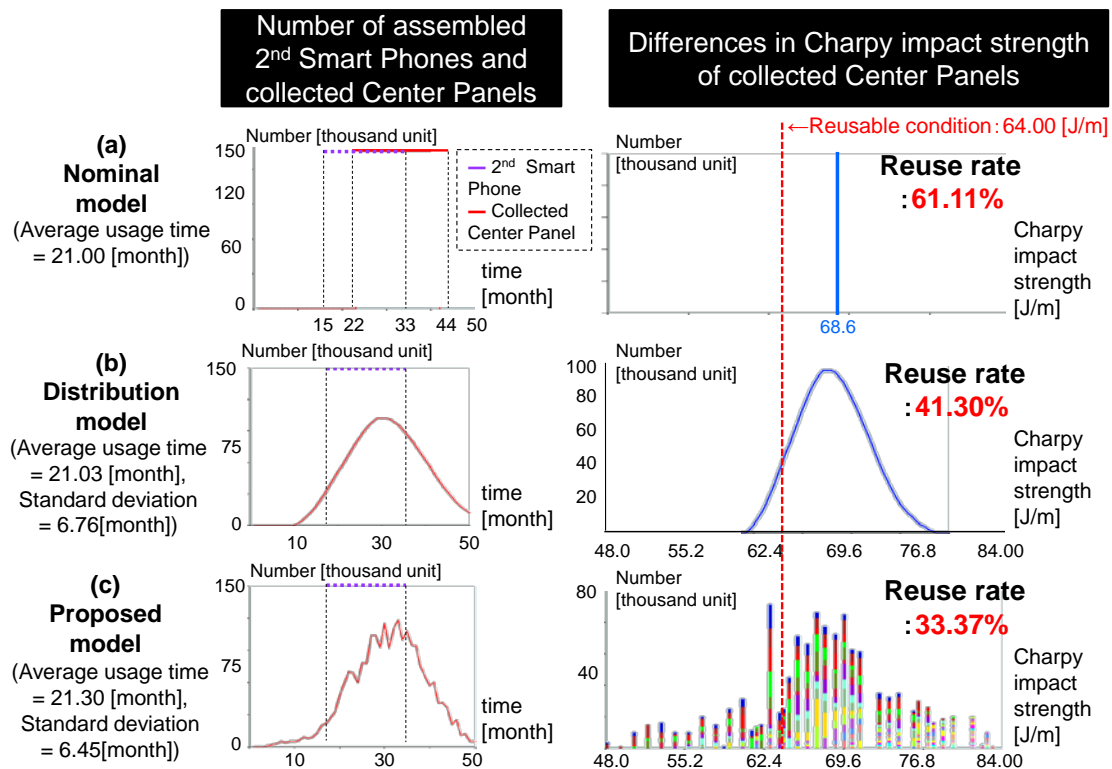 Number of assembled
2nd Smart Phones and
collected Center Panels
Differences in Charpy impact strength
of collected Center Panels
(a)
Nominal
model
(Average usage time
= 21.00 [month])
Number [thousand unit]
150
120
60
0
15 22 33 44 50
time
[month]
2nd Smart
Phone
Collected
Center Panel
←Reusable condition:64.00 [J/m]
Number
[thousand unit]
Reuse rate
:61.11%
Charpy
impact
strength
[J/m]
68.6
(b)
Distribution
model
(Average usage time
= 21.03 [month],
Standard deviation
= 6.76[month])
Number [thousand unit]
150
75
0
10 30 50
time
[month]
Number
[thousand unit]
100
80
60
40
20
48.0 55.2 62.4 69.6 76.8 84.00
Reuse rate
:41.30%
Charpy
impact
strength
[J/m]
(c)
Proposed
model
(Average usage time
= 21.30 [month],
Standard deviation
= 6.45[month])
Number [thousand unit]
150
75
0
10 30 50
time
[month]
Number
[thousand unit]
80
40
48.0 55.2 62.4 69.6 76.8 84.00
Reuse rate
:33.37%
Charpy
impact
strength
[J/m]